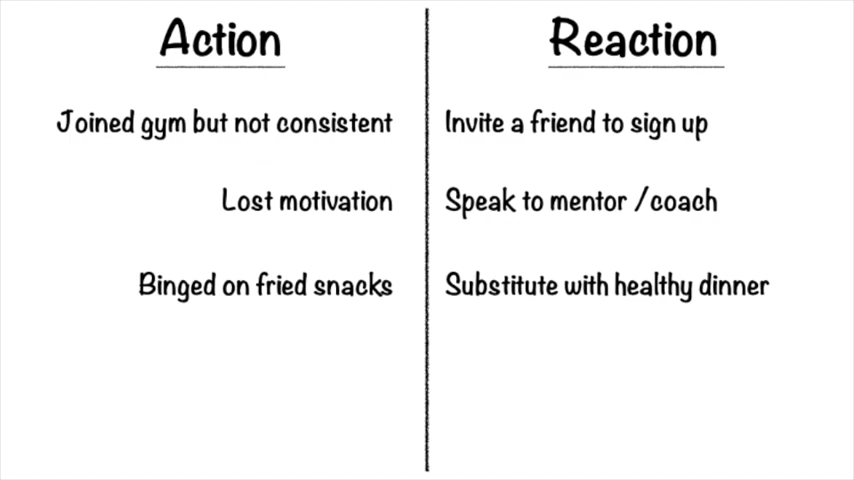 Action
Reaction
Joined gym but not consistent
Invite a friend to sign up
Lost motivation
Speak to mentor /coach
Binged on fried snacks
Substitute with healthy dinner